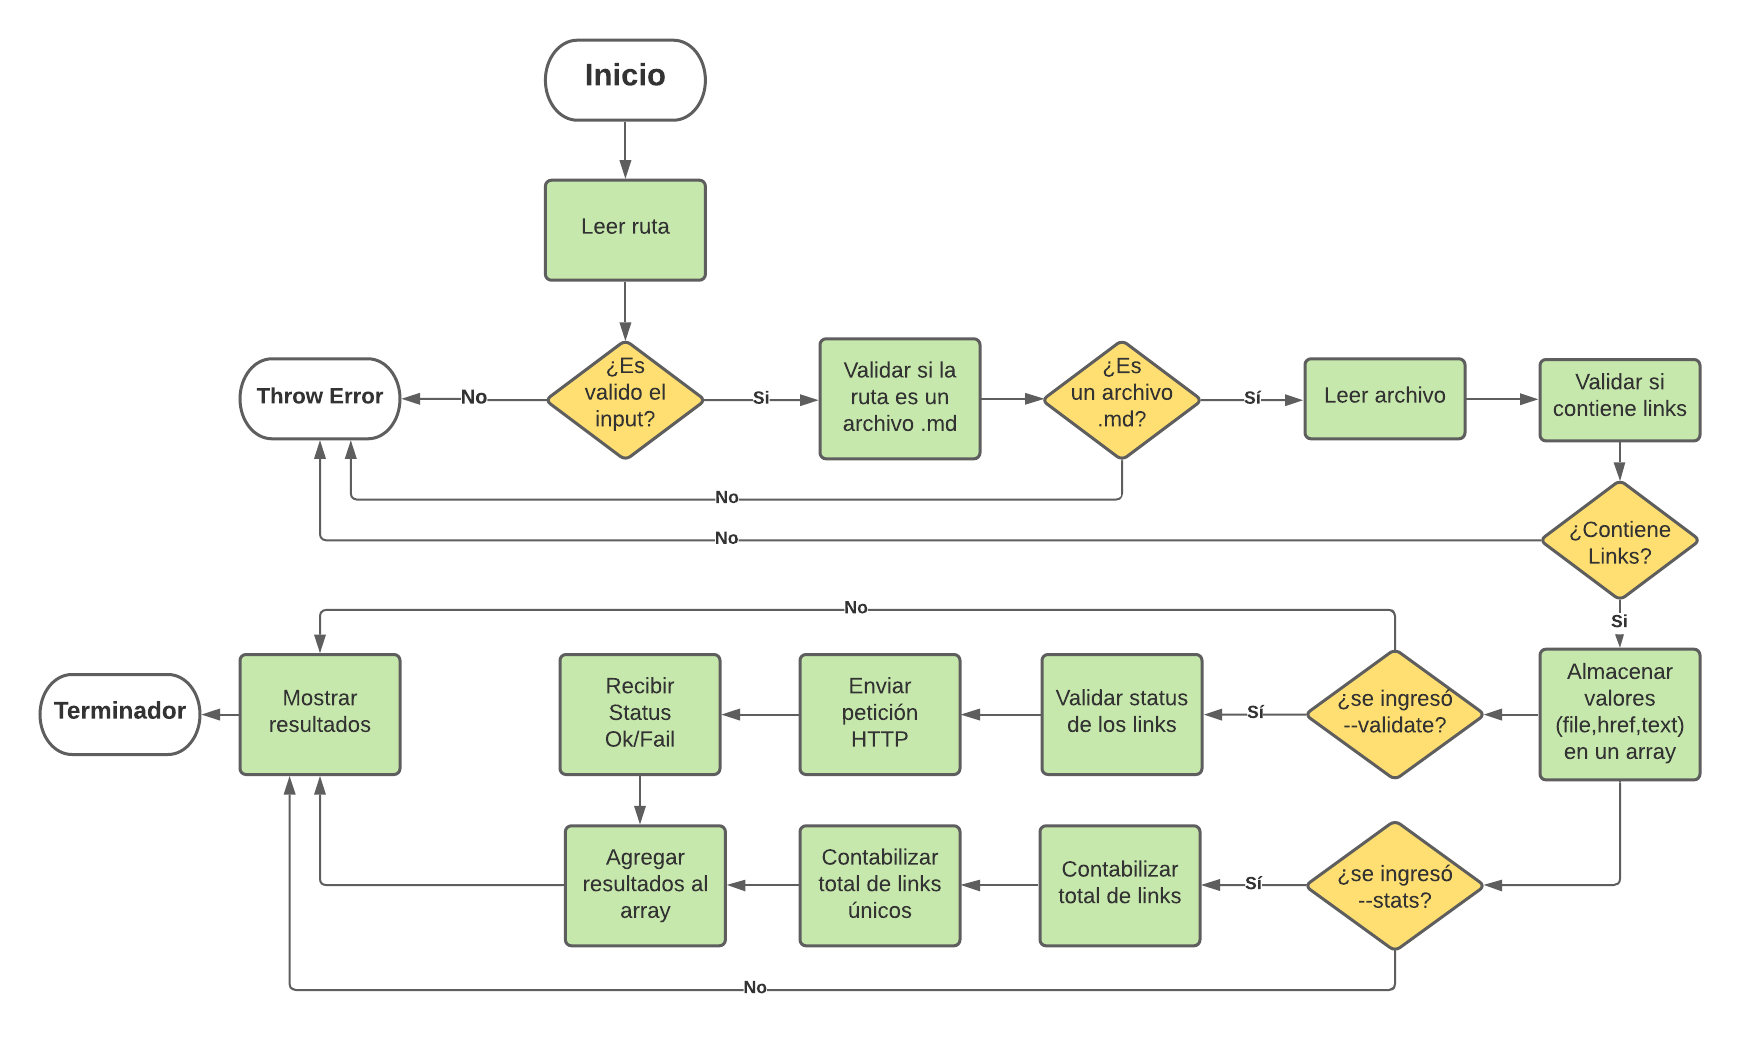 Inicio
Leer ruta
¿Es
valido el
input?
No
Throw Error
Si
Validar si la
ruta es un
archivo .md
¿Es
un archivo
.md?
Sí
Leer archivo
Validar si
contiene links
No
No
¿Contiene
Links?
Si
Almacenar
valores
(file,href,text)
en un array
No
¿se ingresó
--validate?
Sí
Validar status
de los links
Enviar
petición
HTTP
Recibir
Status
Ok/Fail
Mostrar
resultados
Terminador
¿se ingresó
--stats?
Sí
Contabilizar
total de links
Contabilizar
total de links
únicos
Agregar
resultados al
array
No